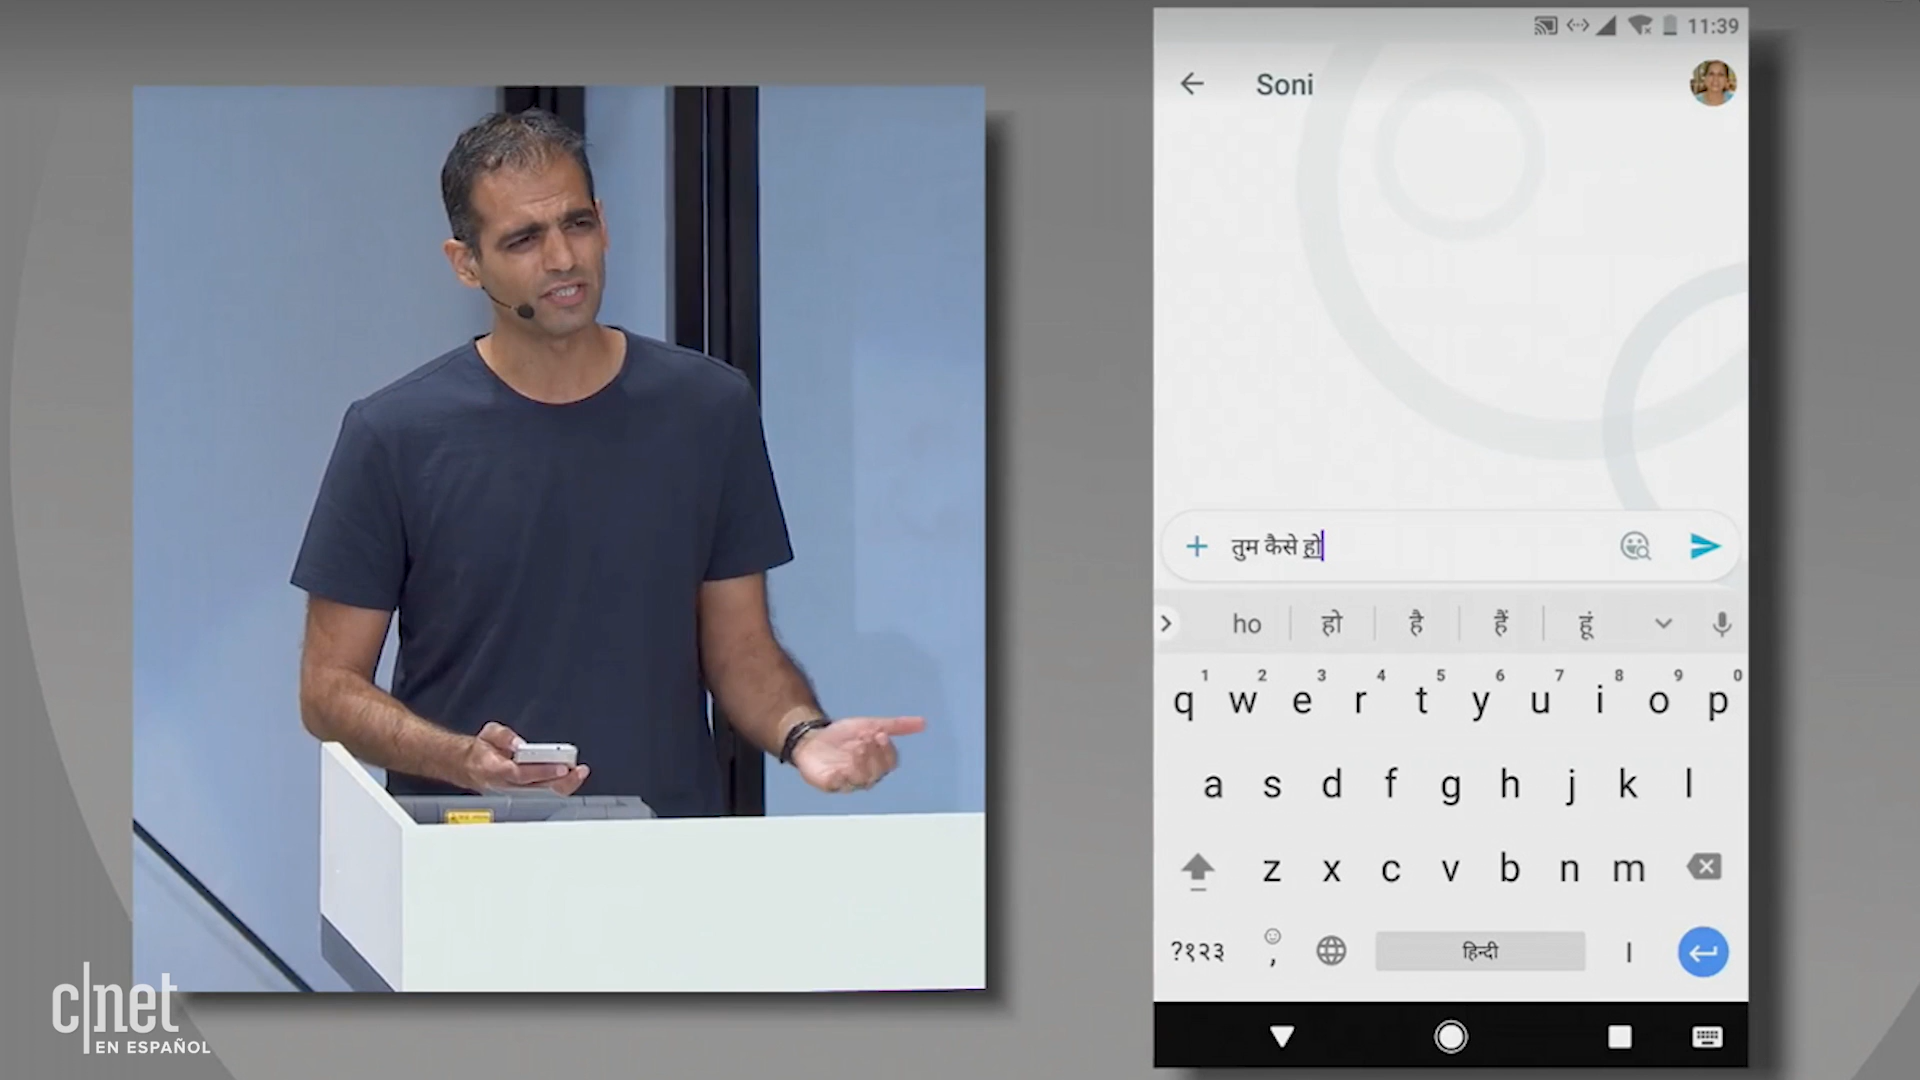 11:39
Soni
तुम कैसे हो
ho हो है हैं हूं
1 2 3 4 5 6 7 8 9 0
q w e r t y u i o p
a s d f g h j k l
z x c v b n m
?१२३ , हिन्दी ।
c|net
EN ESPAÑOL